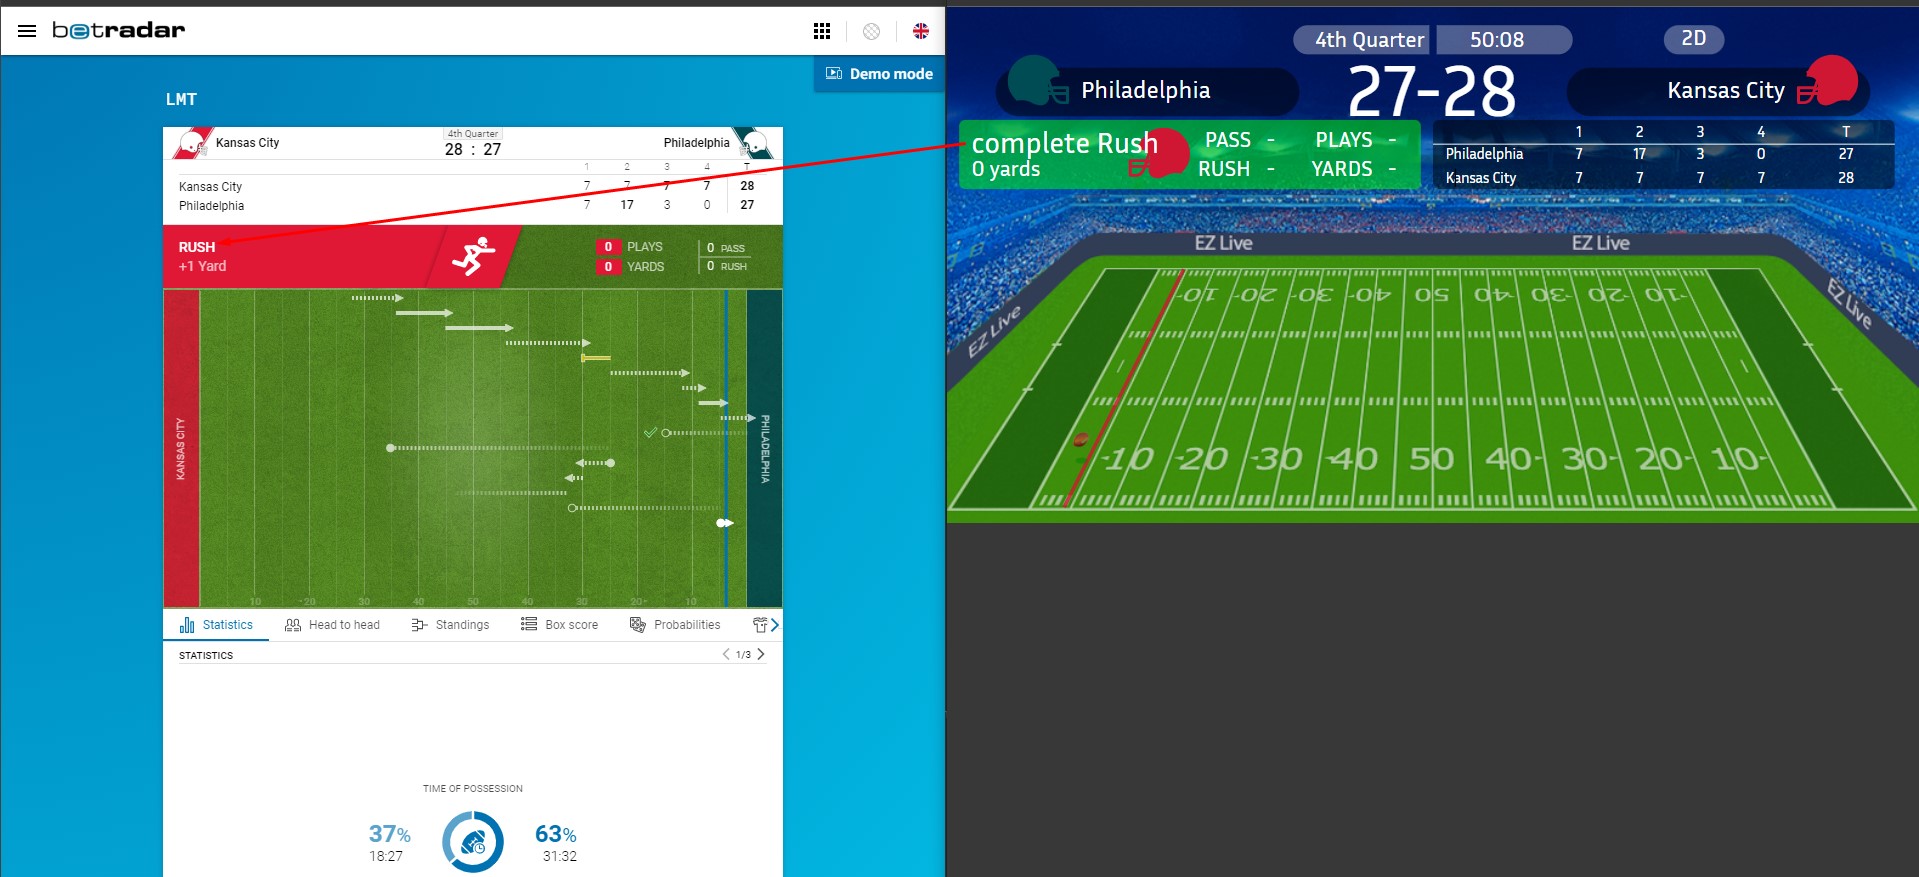 betradar
Demo mode
LMT
Kansas City
4th Quarter
28 : 27
Philadelphia
1 2 3 4 T
Kansas City 7 7 7 7 28
Philadelphia 7 17 3 0 27
RUSH
+1 Yard
0 PLAYS
0 YARDS
0 PASS
0 RUSH
KANSAS CITY
PHILADELPHIA
10 20 30 40 50 40 30 20 10
Statistics
Head to head
Standings
Box score
Probabilities
STATISTICS
1/3
TIME OF POSSESSION
37%
18:27
63%
31:32
4th Quarter
50:08
2D
Philadelphia
27-28
Kansas City
complete Rush
0 yards
PASS -
PLAYS -
RUSH -
YARDS -
1 2 3 4 T
Philadelphia 7 17 3 0 27
Kansas City 7 7 7 7 28
EZ Live
EZ Live
EZ Live
EZ Live
10 20 30 40 50 40 30 20 10
10 20 30 40 50 40 30 20 10